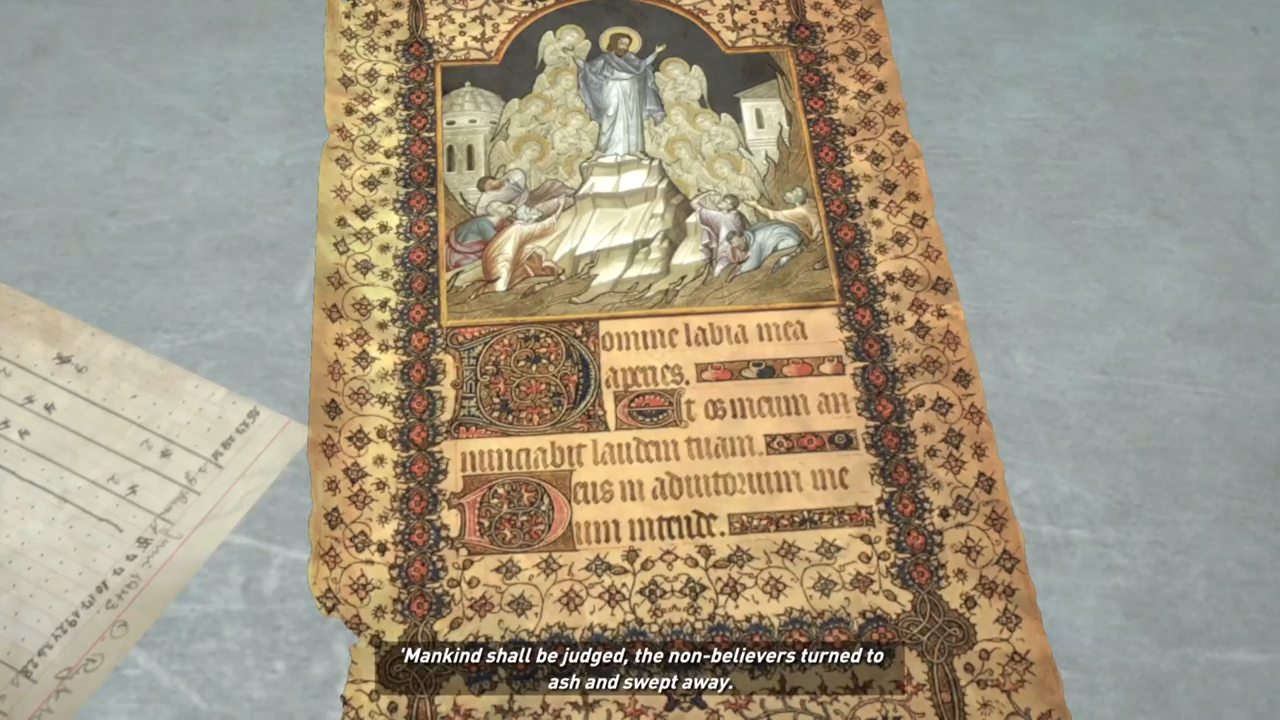 Domine labia mea
aperies.
Et os meum an
nunciabit laudem tuam.
Deus in adiutorium me
um intende.
'Mankind shall be judged, the non-believers turned to
ash and swept away.